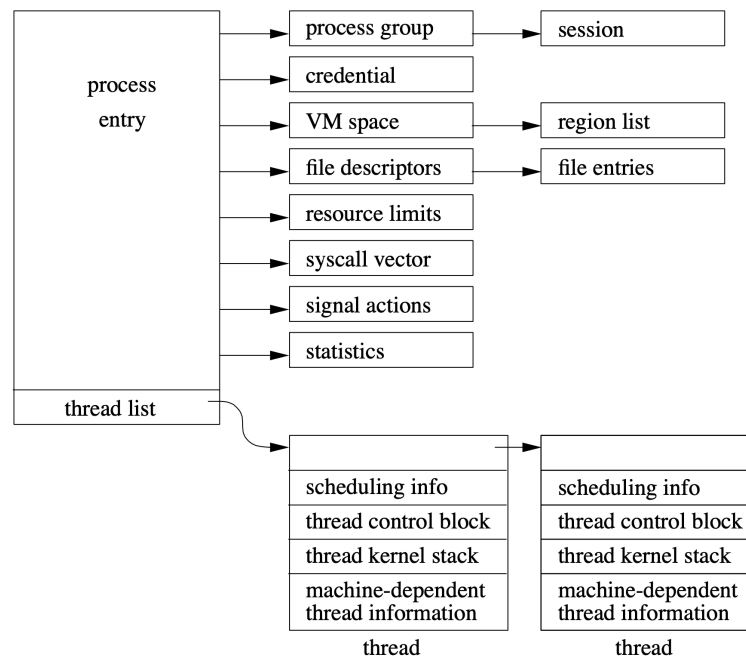 process group
session
process
entry
credential
VM space
region list
file descriptors
file entries
resource limits
syscall vector
signal actions
statistics
thread list
scheduling info
thread control block
thread kernel stack
machine-dependent
thread information
thread
scheduling info
thread control block
thread kernel stack
machine-dependent
thread information
thread